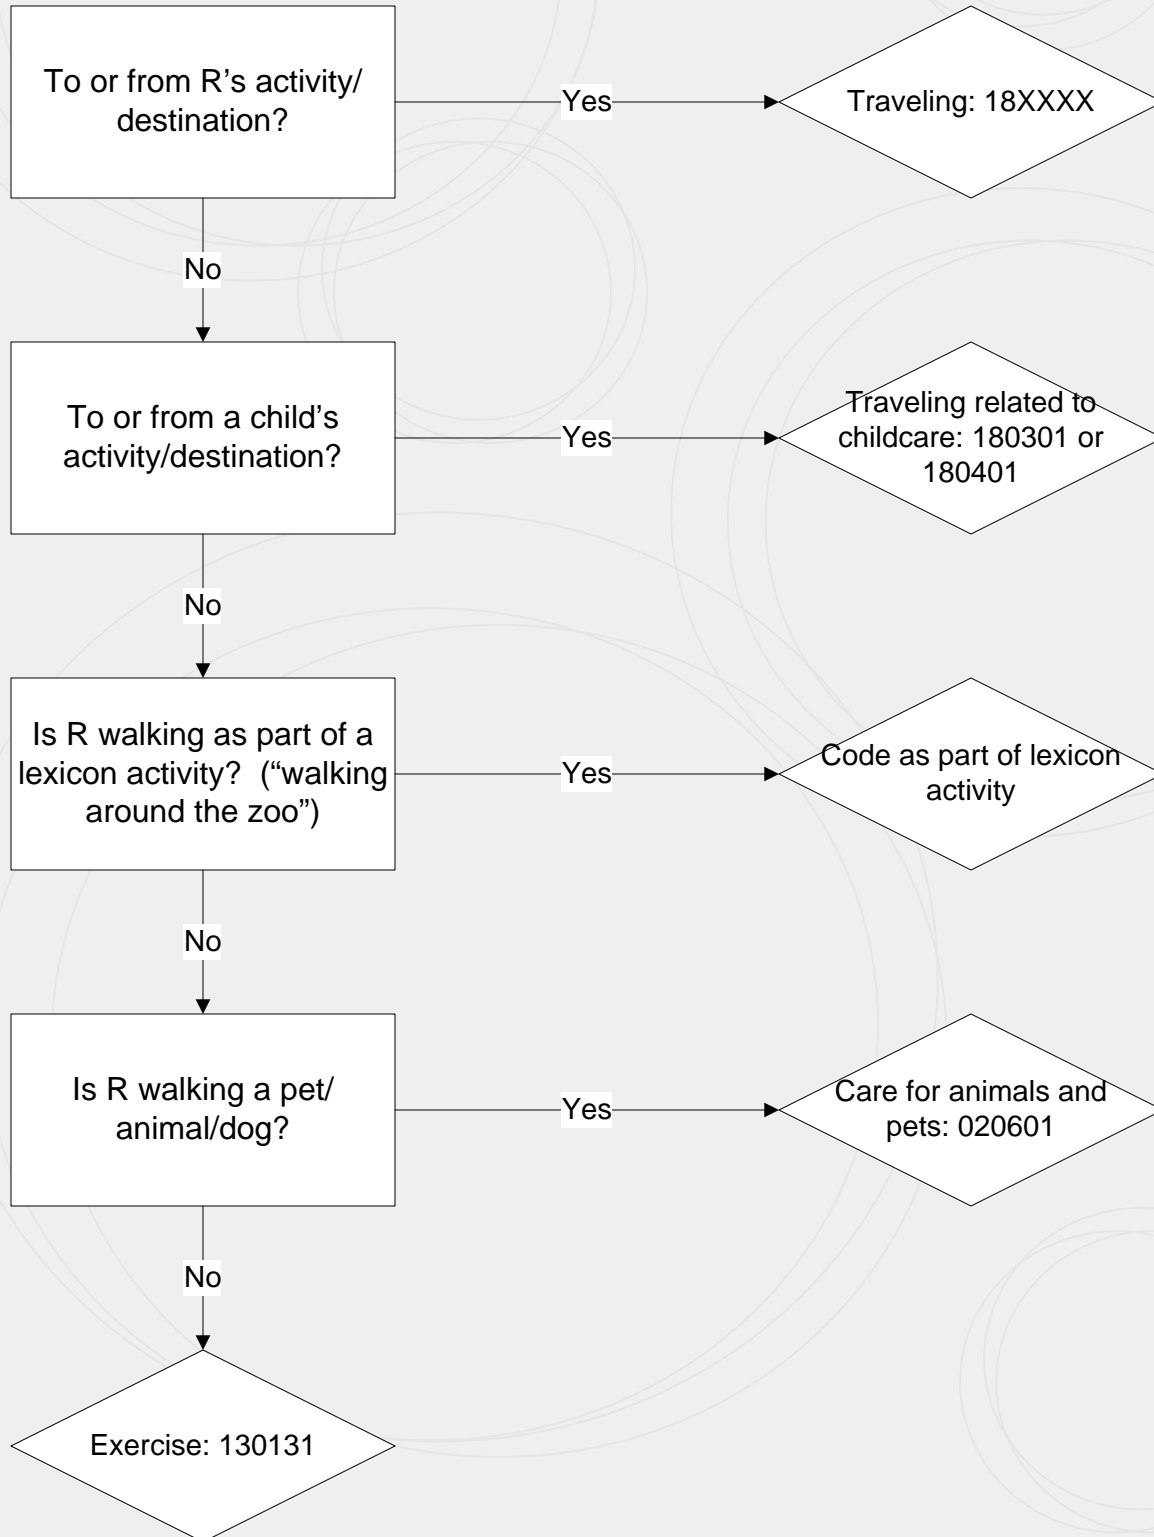 To or from R’s activity/
destination?
Yes
Traveling: 18XXXX
No
To or from a child’s
activity/destination?
Yes
Traveling related to
childcare: 180301 or
180401
No
Is R walking as part of a
lexicon activity?  (“walking
around the zoo”)
Yes
Code as part of lexicon
activity
No
Is R walking a pet/
animal/dog?
Yes
Care for animals and
pets: 020601
No
Exercise: 130131